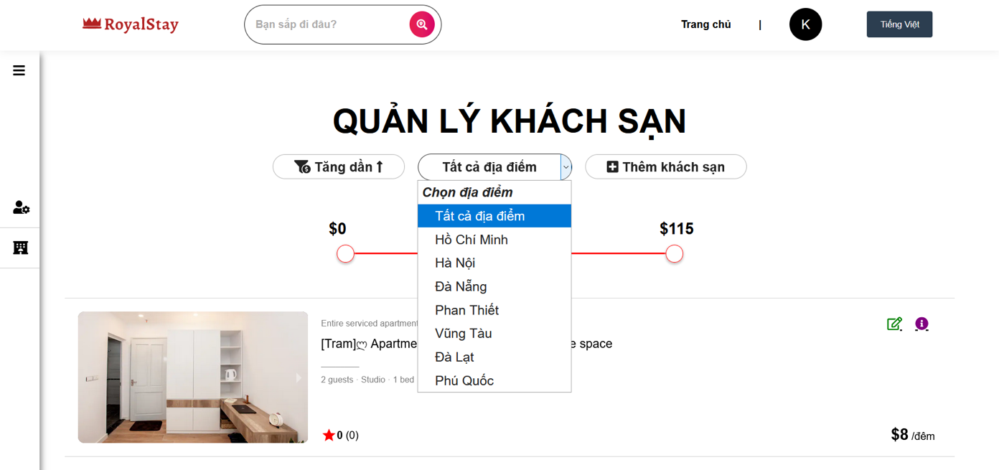 RoyalStay
Bạn sắp đi đâu?
Trang chủ
|
K
Tiếng Việt
QUẢN LÝ KHÁCH SẠN
Tăng dần
Tất cả địa điểm
Thêm khách sạn
Chọn địa điểm
Tất cả địa điểm
Hồ Chí Minh
Hà Nội
Đà Nẵng
Phan Thiết
Vũng Tàu
Đà Lạt
Phú Quốc
$0
$115
Entire serviced apartment
[Tram]ღ Apartme
e space
2 guests · Studio · 1 bed
0 (0)
$8 /đêm